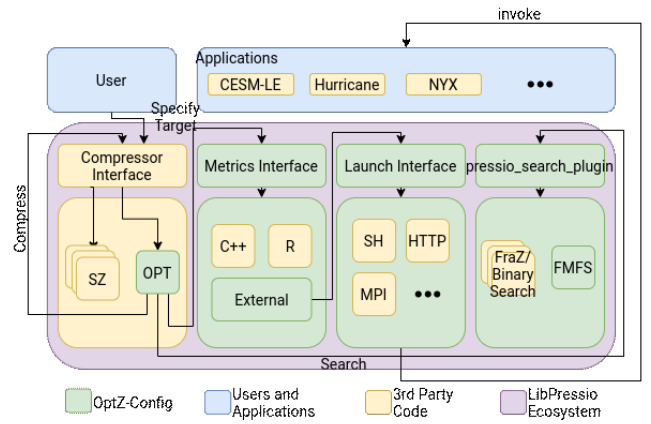 invoke
User
Applications
CESM-LE
Hurricane
NYX
•••
Specify
Target
Compress
Compressor
Interface
Metrics Interface
Launch Interface
pressio_search_plugin
SZ
OPT
C++
R
External
SH
HTTP
MPI
•••
FraZ/
Binary
Search
FMFS
Search
OptZ-Config
Users and
Applications
3rd Party
Code
LibPressio
Ecosystem